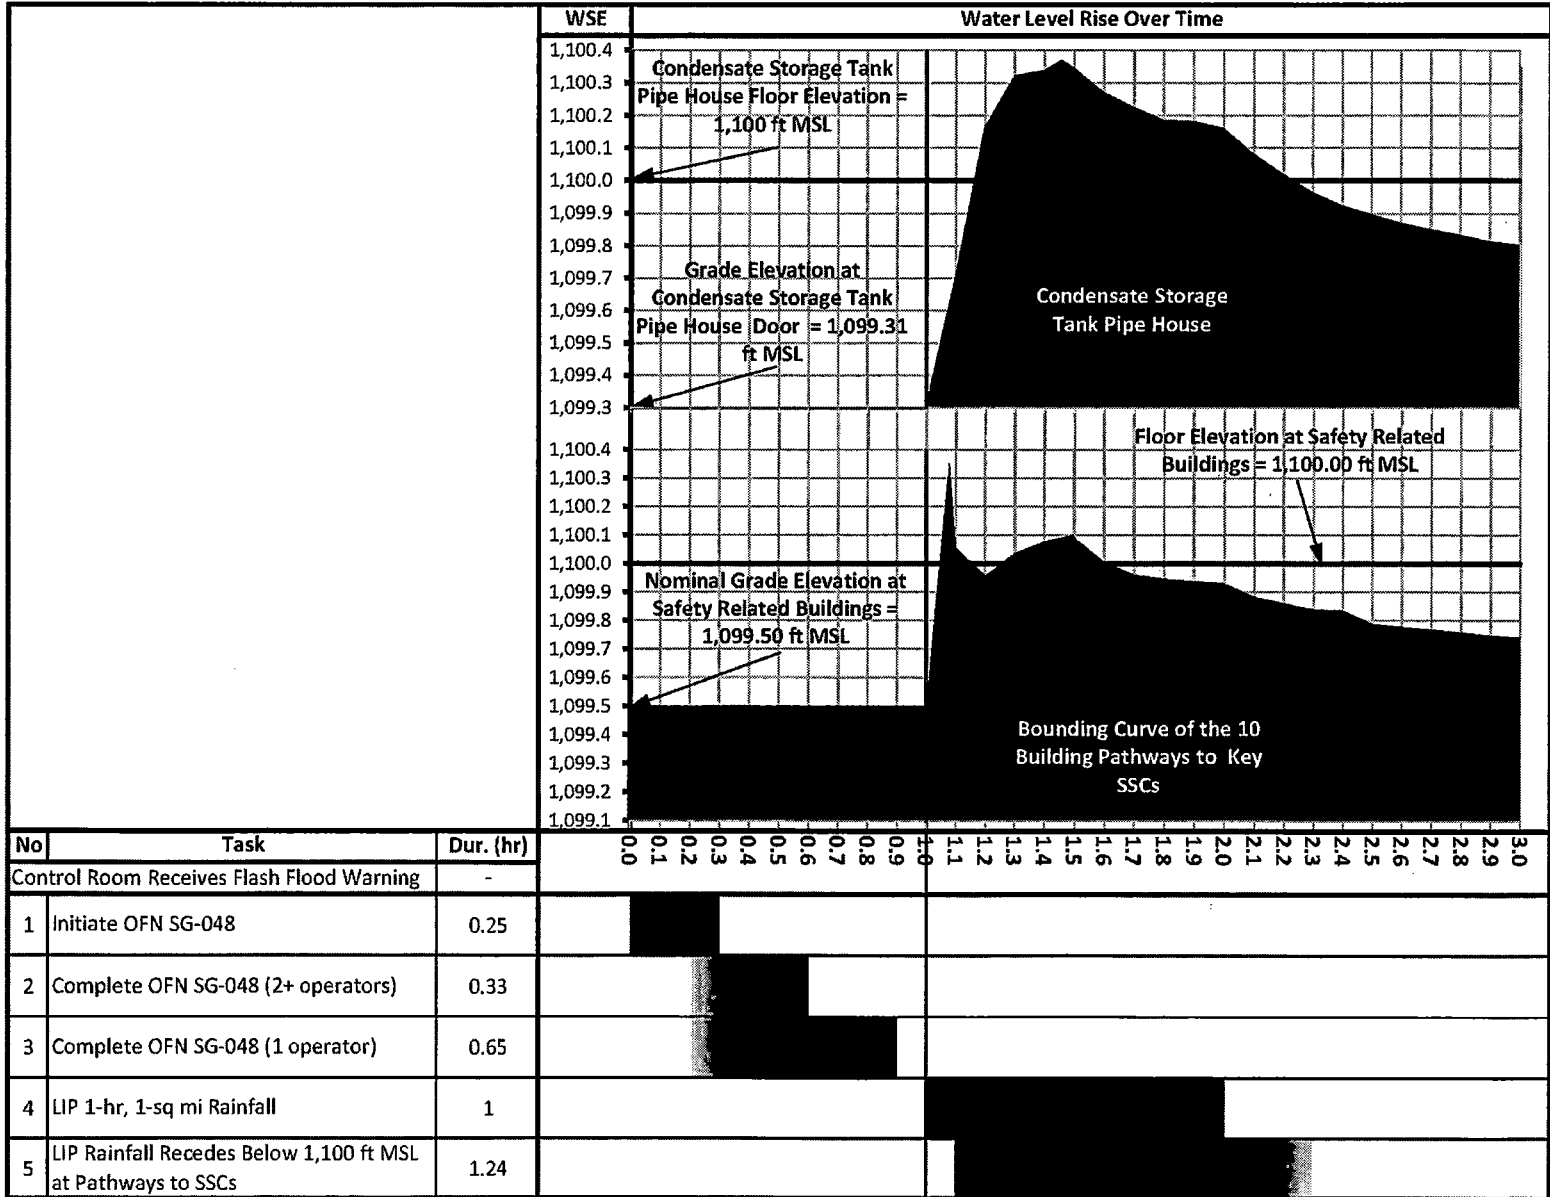 WSE
Water Level Rise Over Time
1,100.4
1,100.3
1,100.2
1,100.1
1,100.0
1,099.9
1,099.8
1,099.7
1,099.6
1,099.5
1,099.4
1,099.3
Condensate Storage Tank
Pipe House Floor Elevation =
1,100 ft MSL
Grade Elevation at
Condensate Storage Tank
Pipe House Door = 1,099.31
ft MSL
Condensate Storage
Tank Pipe House
1,100.4
1,100.3
1,100.2
1,100.1
1,100.0
1,099.9
1,099.8
1,099.7
1,099.6
1,099.5
1,099.4
1,099.3
1,099.2
1,099.1
Floor Elevation at Safety Related
Buildings = 1,100.00 ft MSL
Nominal Grade Elevation at
Safety Related Buildings =
1,099.50 ft MSL
Bounding Curve of the 10
Building Pathways to Key
SSCs
0.0 0.1 0.2 0.3 0.4 0.5 0.6 0.7 0.8 0.9 1.0 1.1 1.2 1.3 1.4 1.5 1.6 1.7 1.8 1.9 2.0 2.1 2.2 2.3 2.4 2.5 2.6 2.7 2.8 2.9 3.0
No Task Dur. (hr)
Control Room Receives Flash Flood Warning -
1 Initiate OFN SG-048 0.25
2 Complete OFN SG-048 (2+ operators) 0.33
3 Complete OFN SG-048 (1 operator) 0.65
4 LIP 1-hr, 1-sq mi Rainfall 1
5 LIP Rainfall Recedes Below 1,100 ft MSL
at Pathways to SSCs 1.24